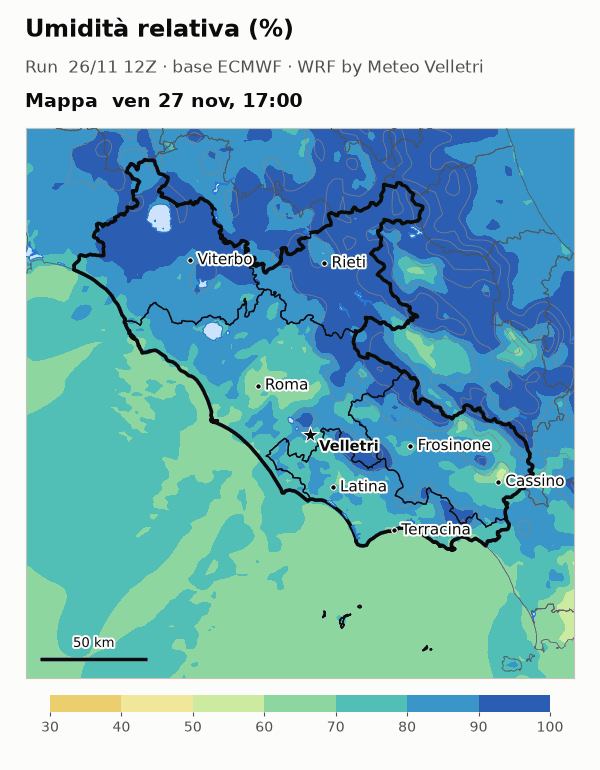 Umidità relativa (%)
Run  26/11 12Z · base ECMWF · WRF by Meteo Velletri
Mappa  ven 27 nov, 17:00
Viterbo
Rieti
Roma
Velletri
Frosinone
Cassino
Latina
Terracina
50 km
30 40 50 60 70 80 90 100